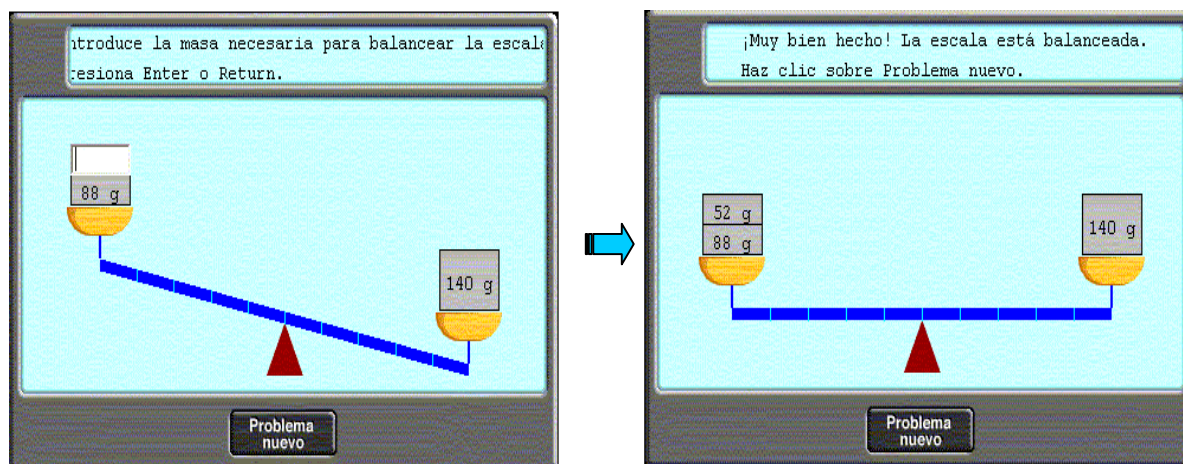 ntroduce la masa necesaria para balancear la escala
resiona Enter o Return.
88 g
140 g
Problema
nuevo
¡Muy bien hecho! La escala está balanceada.
Haz clic sobre Problema nuevo.
52 g
88 g
140 g
Problema
nuevo